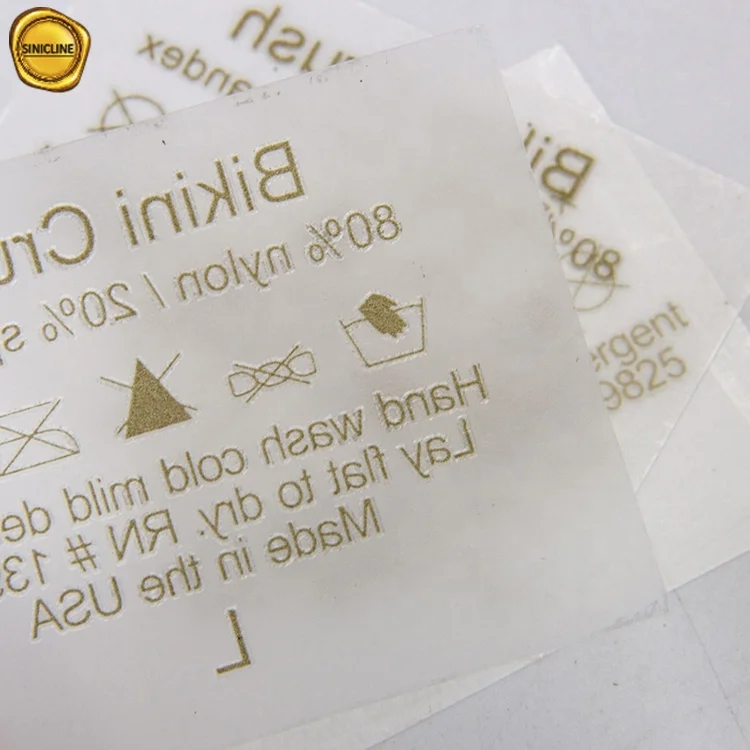 SINICLINE
Bikini Cru
80% nylon / 20% s
Hand wash cold mild de
Lay flat to dry. RN # 13
Made in the USA
L
ush
andex
Bi
80%
ergent
9825